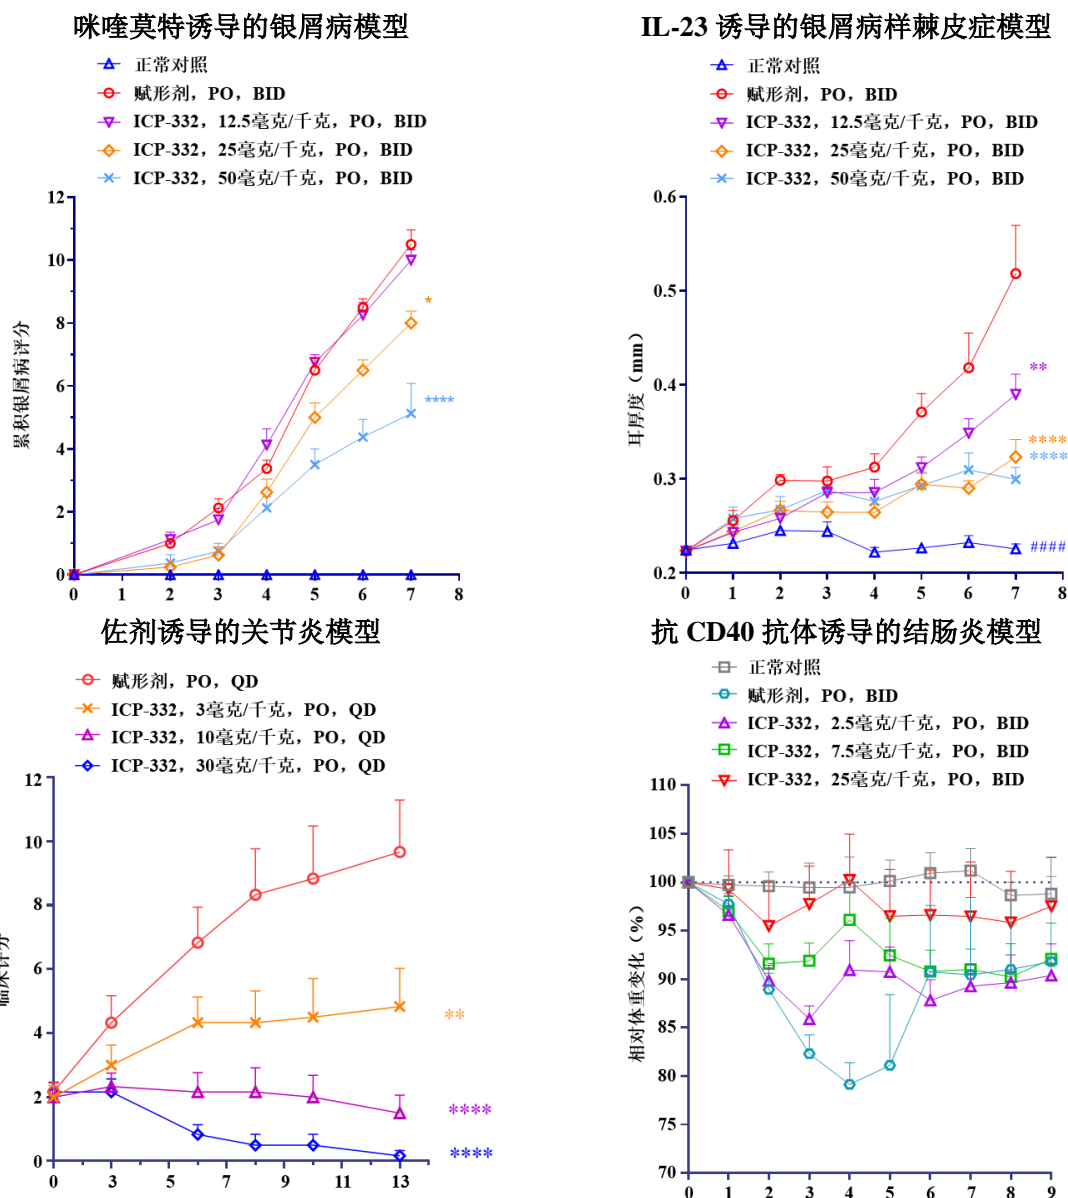 咪喹莫特诱导的银屑病模型
正常对照
赋形剂，PO，BID
ICP-332，12.5毫克/千克，PO，BID
ICP-332，25毫克/千克，PO，BID
ICP-332，50毫克/千克，PO，BID
累积银屑病评分
12
10
8
6
4
2
0
*
****
0 1 2 3 4 5 6 7 8
IL-23 诱导的银屑病样棘皮症模型
正常对照
赋形剂，PO，BID
ICP-332，12.5毫克/千克，PO，BID
ICP-332，25毫克/千克，PO，BID
ICP-332，50毫克/千克，PO，BID
耳厚度（mm）
0.6
0.5
0.4
0.3
0.2
**
****
****
####
0 1 2 3 4 5 6 7 8
佐剂诱导的关节炎模型
赋形剂，PO，QD
ICP-332，3毫克/千克，PO，QD
ICP-332，10毫克/千克，PO，QD
ICP-332，30毫克/千克，PO，QD
临床评分
12
10
8
6
4
2
0
**
****
****
0 3 5 7 9 11 13
抗 CD40 抗体诱导的结肠炎模型
正常对照
赋形剂，PO，BID
ICP-332，2.5毫克/千克，PO，BID
ICP-332，7.5毫克/千克，PO，BID
ICP-332，25毫克/千克，PO，BID
相对体重变化（%）
110
105
100
95
90
85
80
75
70
0 1 2 3 4 5 6 7 8 9